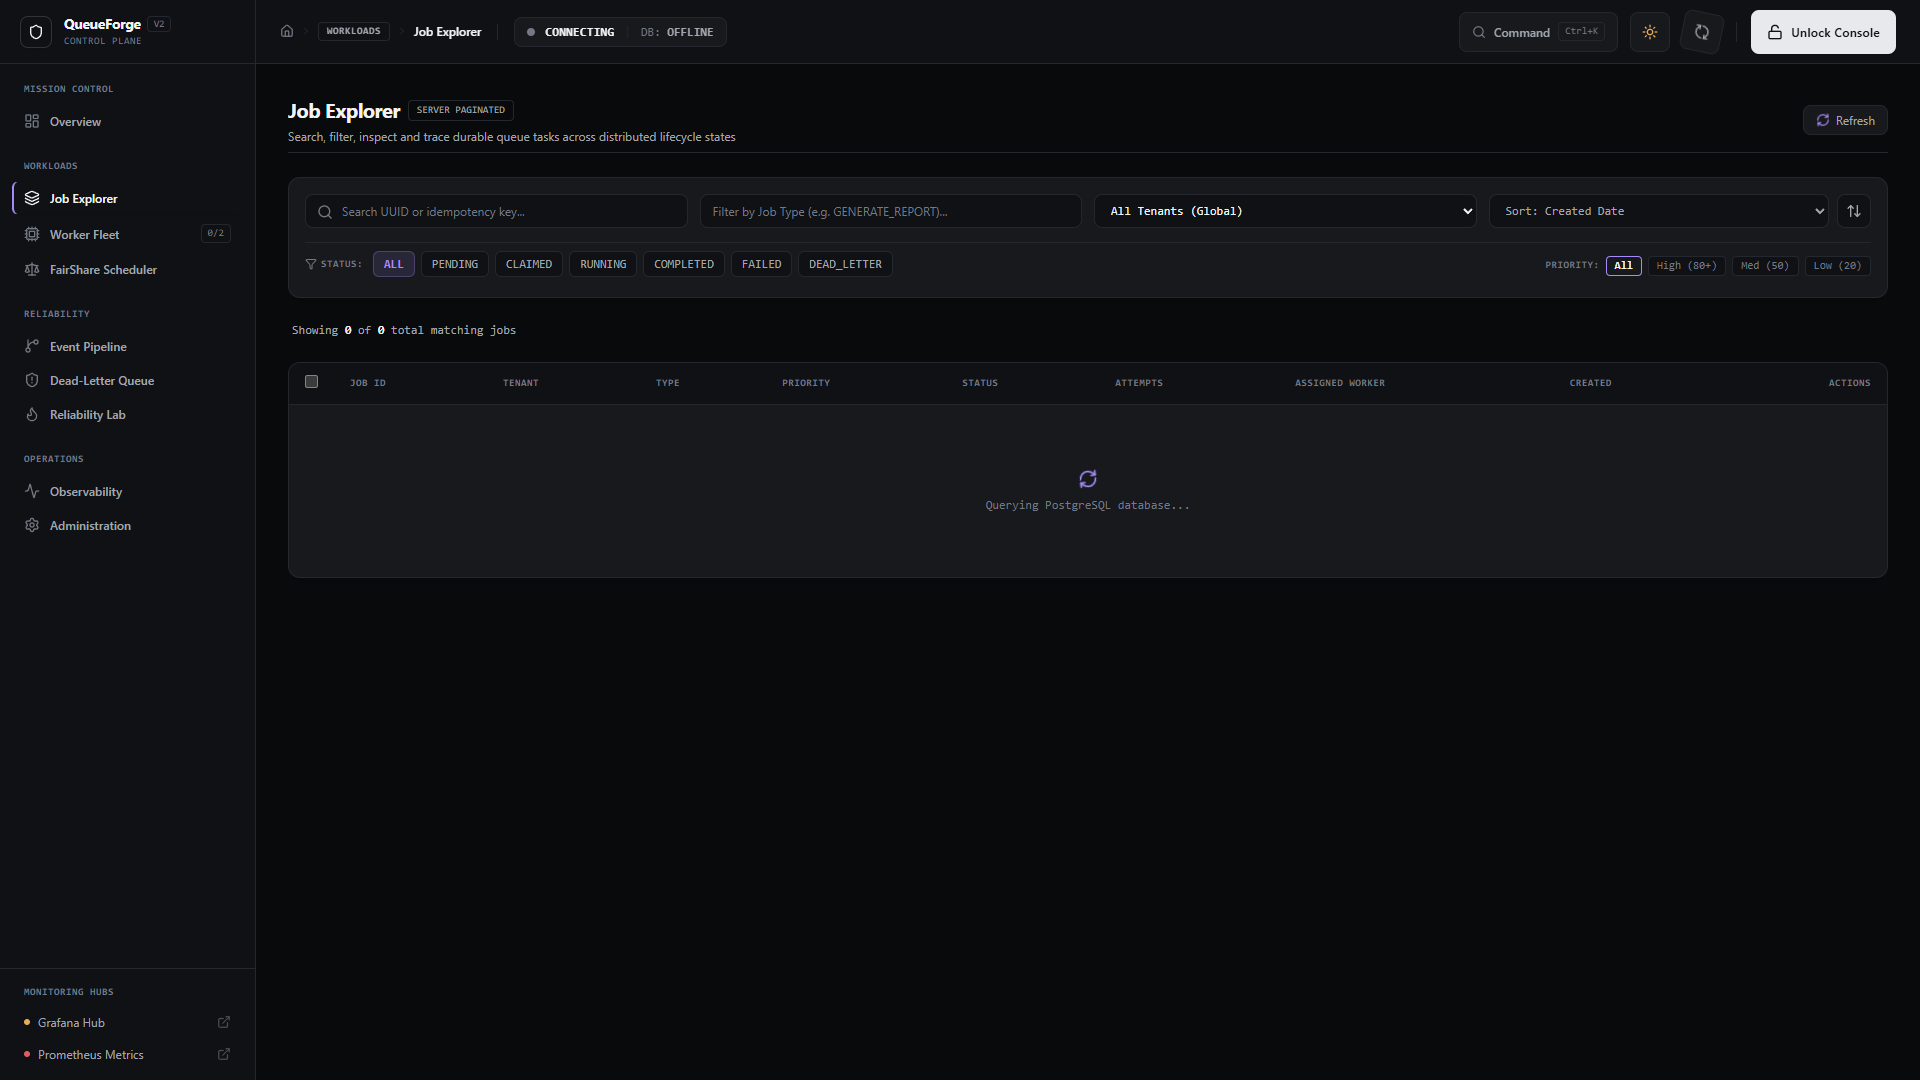 QueueForge V2
CONTROL PLANE
MISSION CONTROL
Overview
WORKLOADS
Job Explorer
Worker Fleet 0/2
FairShare Scheduler
RELIABILITY
Event Pipeline
Dead-Letter Queue
Reliability Lab
OPERATIONS
Observability
Administration
MONITORING HUBS
Grafana Hub
Prometheus Metrics
WORKLOADS Job Explorer CONNECTING DB: OFFLINE Command Ctrl+K Unlock Console
Job Explorer SERVER PAGINATED
Search, filter, inspect and trace durable queue tasks across distributed lifecycle states
Refresh
Search UUID or idempotency key... Filter by Job Type (e.g. GENERATE_REPORT)... All Tenants (Global) Sort: Created Date
STATUS: ALL PENDING CLAIMED RUNNING COMPLETED FAILED DEAD_LETTER PRIORITY: All High (80+) Med (50) Low (20)
Showing 0 of 0 total matching jobs
JOB ID TENANT TYPE PRIORITY STATUS ATTEMPTS ASSIGNED WORKER CREATED ACTIONS
Querying PostgreSQL database...